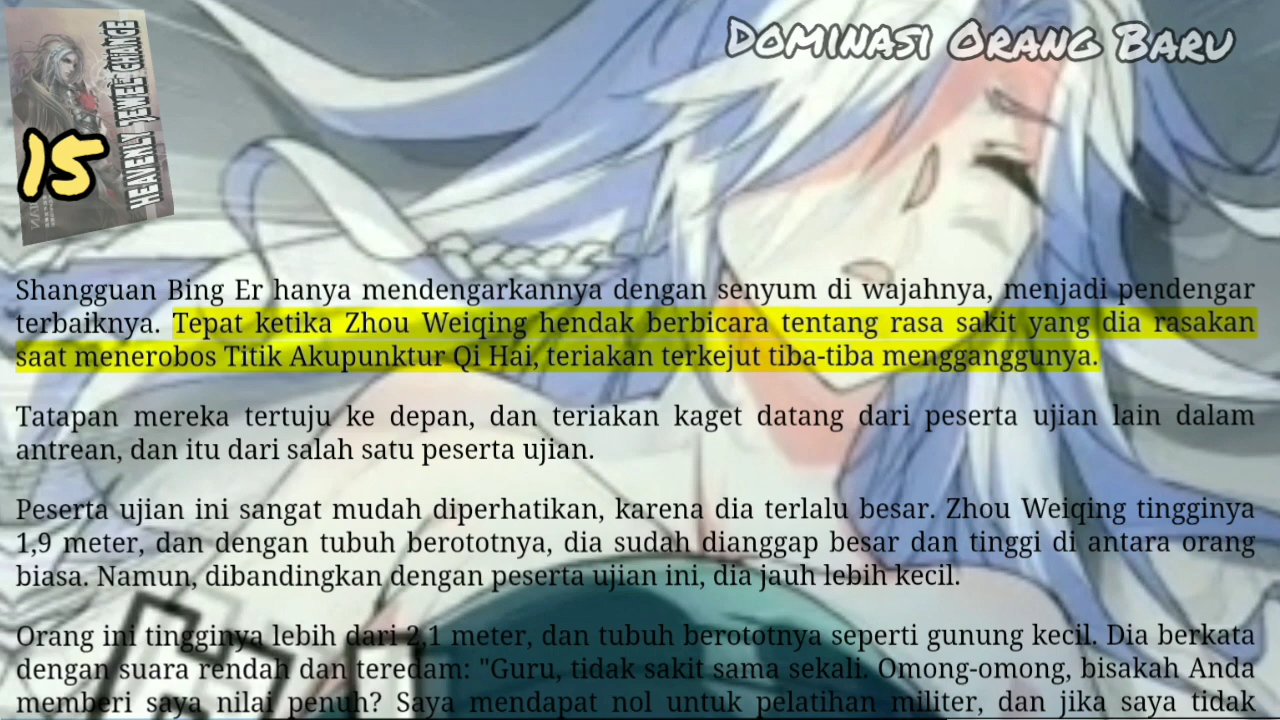 Dominasi Orang Baru
HEAVENLY JEWEL CHANGE
15
Shangguan Bing Er hanya mendengarkannya dengan senyum di wajahnya, menjadi pendengar
terbaiknya. Tepat ketika Zhou Weiqing hendak berbicara tentang rasa sakit yang dia rasakan
saat menerobos Titik Akupunktur Qi Hai, teriakan terkejut tiba-tiba mengganggunya.
Tatapan mereka tertuju ke depan, dan teriakan kaget datang dari peserta ujian lain dalam
antrean, dan itu dari salah satu peserta ujian.
Peserta ujian ini sangat mudah diperhatikan, karena dia terlalu besar. Zhou Weiqing tingginya
1,9 meter, dan dengan tubuh berototnya, dia sudah dianggap besar dan tinggi di antara orang
biasa. Namun, dibandingkan dengan peserta ujian ini, dia jauh lebih kecil.
Orang ini tingginya lebih dari 2,1 meter, dan tubuh berototnya seperti gunung kecil. Dia berkata
dengan suara rendah dan teredam: "Guru, tidak sakit sama sekali. Omong-omong, bisakah Anda
memberi saya nilai penuh? Saya mendapat nol untuk pelatihan militer, dan jika saya tidak